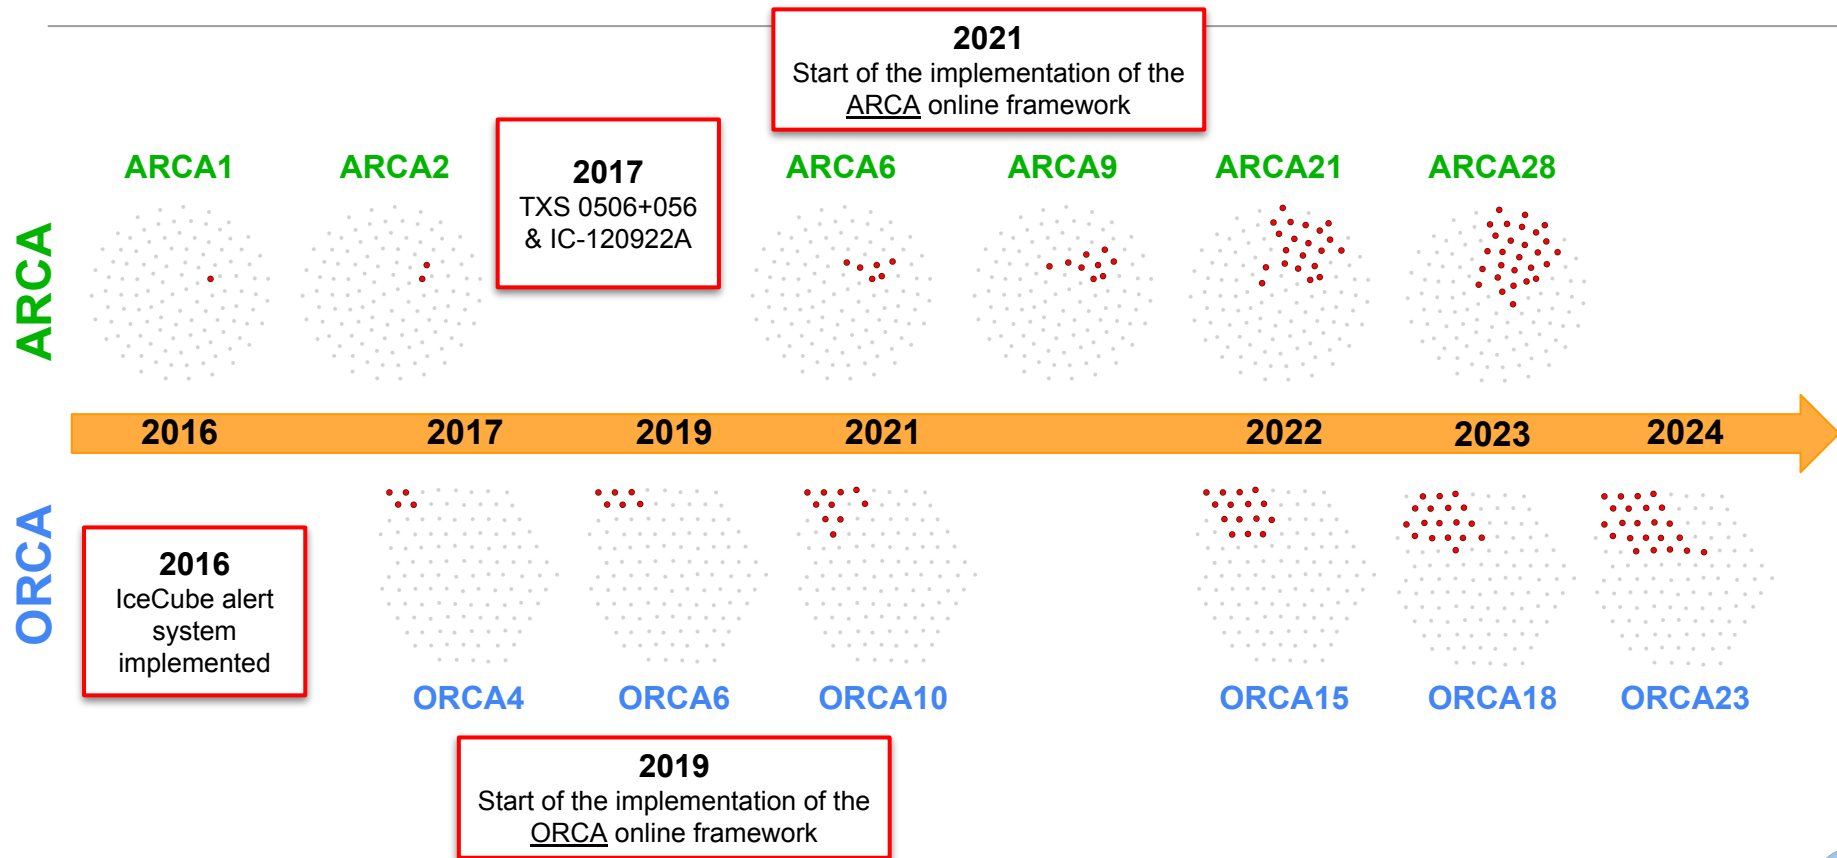 2021
Start of the implementation of the
ARCA online framework
2017
TXS 0506+056
& IC-120922A
ARCA1
ARCA2
ARCA6
ARCA9
ARCA21
ARCA28
ARCA
2016
2017
2019
2021
2022
2023
2024
ORCA
2016
IceCube alert
system
implemented
ORCA4
ORCA6
ORCA10
ORCA15
ORCA18
ORCA23
2019
Start of the implementation of the
ORCA online framework